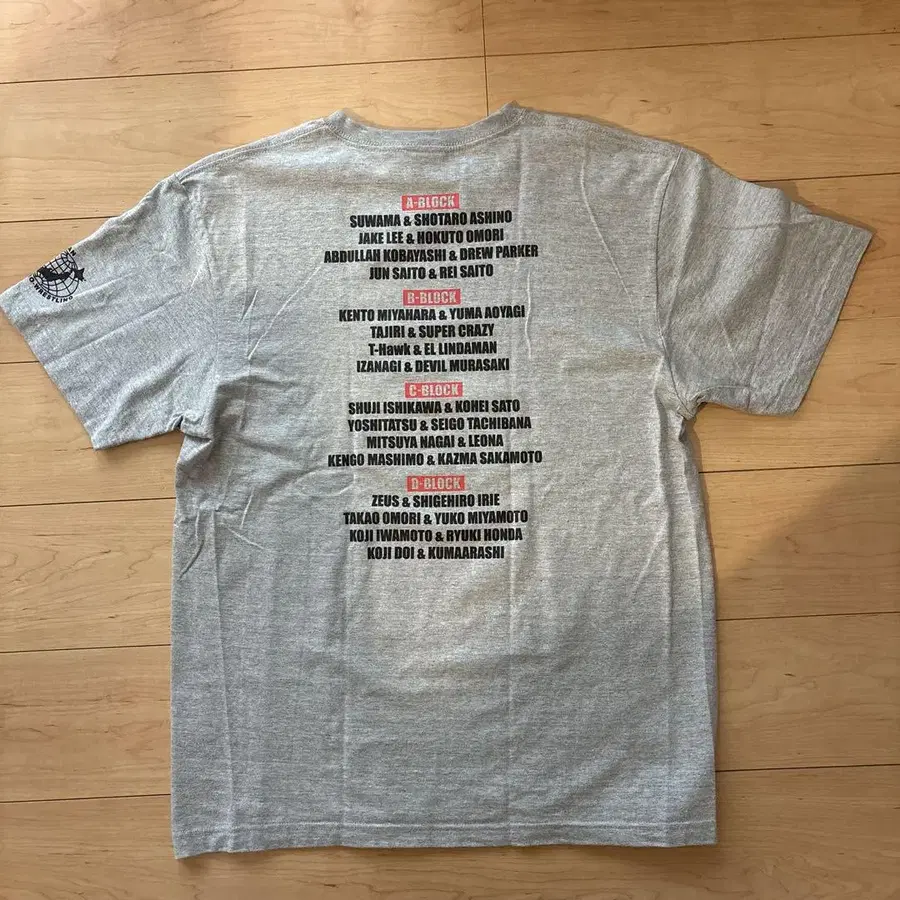 A-BLOCK
SUWAMA & SHOTARO ASHINO
JAKE LEE & HOKUTO OMORI
ABDULLAH KOBAYASHI & DREW PARKER
JUN SAITO & REI SAITO
B-BLOCK
KENTO MIYAHARA & YUMA AOYAGI
TAJIRI & SUPER CRAZY
T-Hawk & EL LINDAMAN
IZANAGI & DEVIL MURASAKI
C-BLOCK
SHUJI ISHIKAWA & KOHEI SATO
YOSHITATSU & SEIGO TACHIBANA
MITSUYA NAGAI & LEONA
KENGO MASHIMO & KAZMA SAKAMOTO
D-BLOCK
ZEUS & SHIGEHIRO IRIE
TAKAO OMORI & YUKO MIYAMOTO
KOJI IWAMOTO & RYUKI HONDA
KOJI DOI & KUMAARASHI
O-WRESTLING